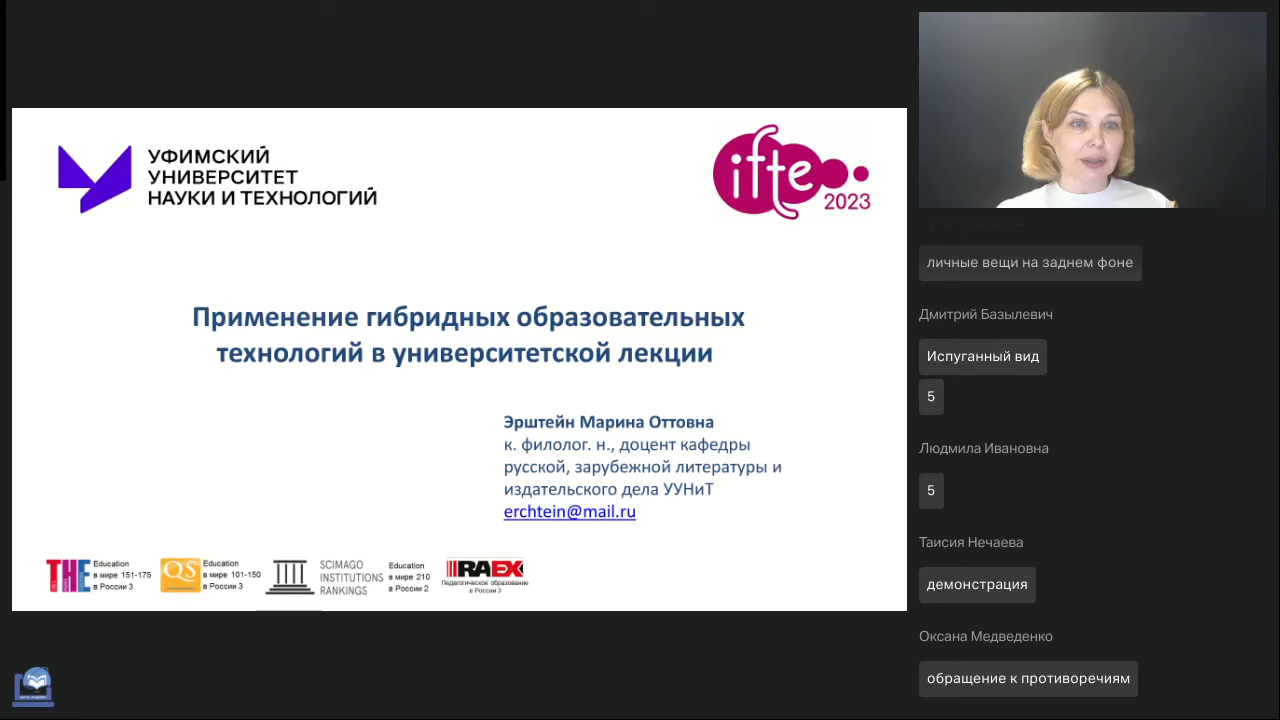 УФИМСКИЙ
УНИВЕРСИТЕТ
НАУКИ И ТЕХНОЛОГИЙ
ifte
2023
Применение гибридных образовательных
технологий в университетской лекции
Эрштейн Марина Оттовна
к. филолог. н., доцент кафедры
русской, зарубежной литературы и
издательского дела УУНиТ
erchtein@mail.ru
THE
Education
в мире 151-175
в России 3
QS
Education
в мире 101-150
в России 3
SCIMAGO
INSTITUTIONS
RANKINGS
Education
в мире 210
в России 2
RAEX
Педагогическое образование
в России 3
личные вещи на заднем фоне
Дмитрий Базылевич
Испуганный вид
5
Людмила Ивановна
5
Таисия Нечаева
демонстрация
Оксана Медведенко
обращение к противоречиям